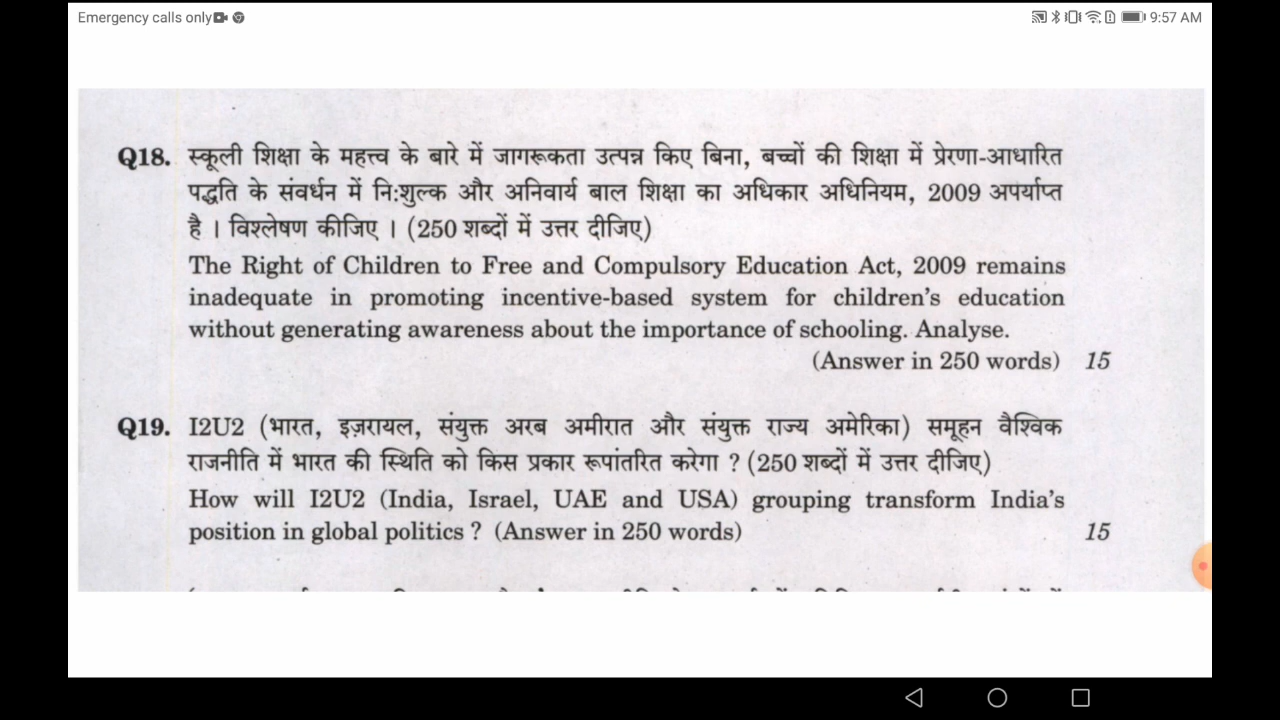 Emergency calls only
9:57 AM
Q18. स्कूली शिक्षा के महत्त्व के बारे में जागरूकता उत्पन्न किए बिना, बच्चों की शिक्षा में प्रेरणा-आधारित
पद्धति के संवर्धन में नि:शुल्क और अनिवार्य बाल शिक्षा का अधिकार अधिनियम, 2009 अपर्याप्त
है । विश्लेषण कीजिए । (250 शब्दों में उत्तर दीजिए)
The Right of Children to Free and Compulsory Education Act, 2009 remains
inadequate in promoting incentive-based system for children's education
without generating awareness about the importance of schooling. Analyse.
(Answer in 250 words) 15
Q19. I2U2 (भारत, इज़रायल, संयुक्त अरब अमीरात और संयुक्त राज्य अमेरिका) समूहन वैश्विक
राजनीति में भारत की स्थिति को किस प्रकार रूपांतरित करेगा ? (250 शब्दों में उत्तर दीजिए)
How will I2U2 (India, Israel, UAE and USA) grouping transform India's
position in global politics ? (Answer in 250 words) 15